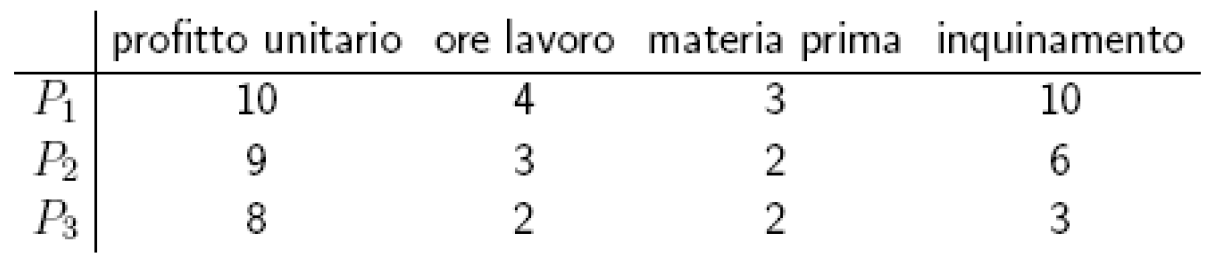 profitto unitario ore lavoro materia prima inquinamento
P₁ 10 4 3 10
P₂ 9 3 2 6
P₃ 8 2 2 3